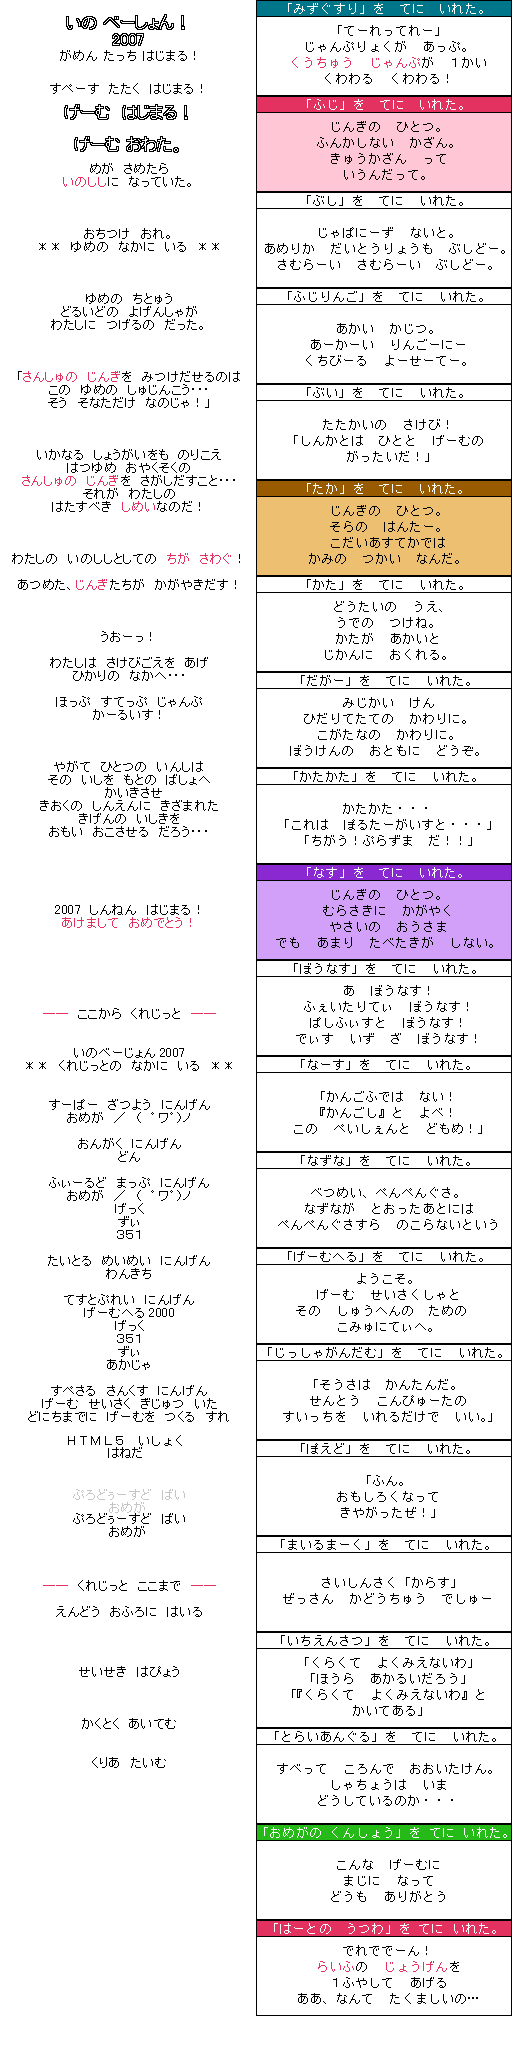 いの べーしょん！
2007
がめん たっち はじまる！
すぺーす たたく はじまる！
げーむ はじまる！
げーむ おわた。
めが さめたら
いのししに なっていた。
おちつけ おれ。
＊＊ ゆめの なかに いる ＊＊
ゆめの ちとゅう
どるいどの よげんしゃが
わたしに つげるの だった。
「さんしゅの じんぎを みつけだせるのは
この ゆめの しゅじんこう・・・
そう そなただけ なのじゃ！」
いかなる しょうがいをも のりこえ
はつゆめ おやくそくの
さんしゅの じんぎを さがしだすこと・・・
それが わたしの
はたすべき しめいなのだ！
わたしの いのししとしての ちが さわぐ！
あつめた、じんぎたちが かがやきだす！
うおーっ！
わたしは さけびごえを あげ
ひかりの なかへ・・・
ほっぷ すてっぷ じゃんぷ
かーるいす！
やがて ひとつの いんしは
その いしを もとの ばしょへ
かいきさせ
きおくの しんえんに きざまれた
きげんの いしきを
おもい おこさせる だろう・・・
2007 しんねん はじまる！
あけまして おめでとう！
―― ここから くれじっと ――
いのべーじょん 2007
＊＊ くれじっとの なかに いる ＊＊
すーぱー ざつよう にんげん
おめが ／ ( ﾟワﾟ)ノ
おんがく にんげん
どん
ふぃーるど まっぷ にんげん
おめが ／ ( ﾟワﾟ)ノ
げっく
ずぃ
３５１
たいとる めいめい にんげん
わんきち
てすとぷれい にんげん
げーむへる 2000
げっく
３５１
ずぃ
あかじゃ
すぺさる さんくす にんげん
げーむ せいさく ぎじゅつ いた
どにちまでに げーむを つくる すれ
ＨＴＭＬ５ いしょく
はねだ
ぷろどぅーすど ばい
おめが
ぷろどぅーすど ばい
おめが
―― くれじっと ここまで ――
えんどう おふろに はいる
せいせき はぴょう
かくとく あいてむ
くりあ たいむ
「みずぐすり」を てに いれた。
「てーれってれー」
じゃんぷりょくが あっぷ。
くうちゅう じゃんぷが １かい
くわわる くわわる！
「ふじ」を てに いれた。
じんぎの ひとつ。
ふんかしない かざん。
きゅうかざん って
いうんだって。
「ぶし」を てに いれた。
じゃぱにーず ないと。
あめりか だいとうりょうも ぶしどー。
さむらーい さむらーい ぶしどー。
「ふじりんご」を てに いれた。
あかい かじつ。
あーかーい りんごーにー
くちびーる よーせーてー。
「ぶい」を てに いれた。
たたかいの さけび！
「しんかとは ひとと げーむの
がったいだ！」
「たか」を てに いれた。
じんぎの ひとつ。
そらの はんたー。
こだいあすてかでは
かみの つかい なんだ。
「かた」を てに いれた。
どうたいの うえ、
うでの つけね。
かたが あかいと
じかんに おくれる。
「だがー」を てに いれた。
みじかい けん
ひだりてたての かわりに。
こがたなの かわりに。
ぼうけんの おともに どうぞ。
「かたかた」を てに いれた。
かたかた・・・
「これは ぽるたーがいすと・・・」
「ちがう！ぷらずま だ！！」
「なす」を てに いれた。
じんぎの ひとつ。
むらさきに かがやく
やさいの おうさま
でも あまり たべたきが しない。
「ぼうなす」を てに いれた。
あ ぼうなす！
ふぇいたりてぃ ぼうなす！
ぱしふぃすと ぼうなす！
でぃす いず ざ ぼうなす！
「なーす」を てに いれた。
「かんごふでは ない！
『かんごし』と よべ！
この ぺいしぇんと どもめ！」
「なずな」を てに いれた。
べつめい、ぺんぺんぐさ。
なずなが とおったあとには
ぺんぺんぐさすら のこらないという
「げーむへる」を てに いれた。
ようこそ。
げーむ せいさくしゃと
その しゅうへんの ための
こみゅにてぃへ。
「じっしゃがんだむ」を てに いれた。
「そうさは かんたんだ。
せんとう こんぴゅーたの
すいっちを いれるだけで いい。」
「ぽえど」を てに いれた。
「ふん。
おもしろくなって
きやがったぜ！」
「まいるまーく」を てに いれた。
さいしんさく「からす」
ぜっさん かどうちゅう でしゅー
「いちえんさつ」を てに いれた。
「くらくて よくみえないわ」
「ほうら あかるいだろう」
「『くらくて よくみえないわ』と
かいてある」
「とらいあんぐる」を てに いれた。
すべって ころんで おおいたけん。
しゃちょうは いま
どうしているのか・・・
「おめがの くんしょう」を てに いれた。
こんな げーむに
まじに なって
どうも ありがとう
「はーとの うつわ」を てに いれた。
でれででーん！
らいふの じょうげんを
１ふやして あげる
ああ、なんて たくましいの…